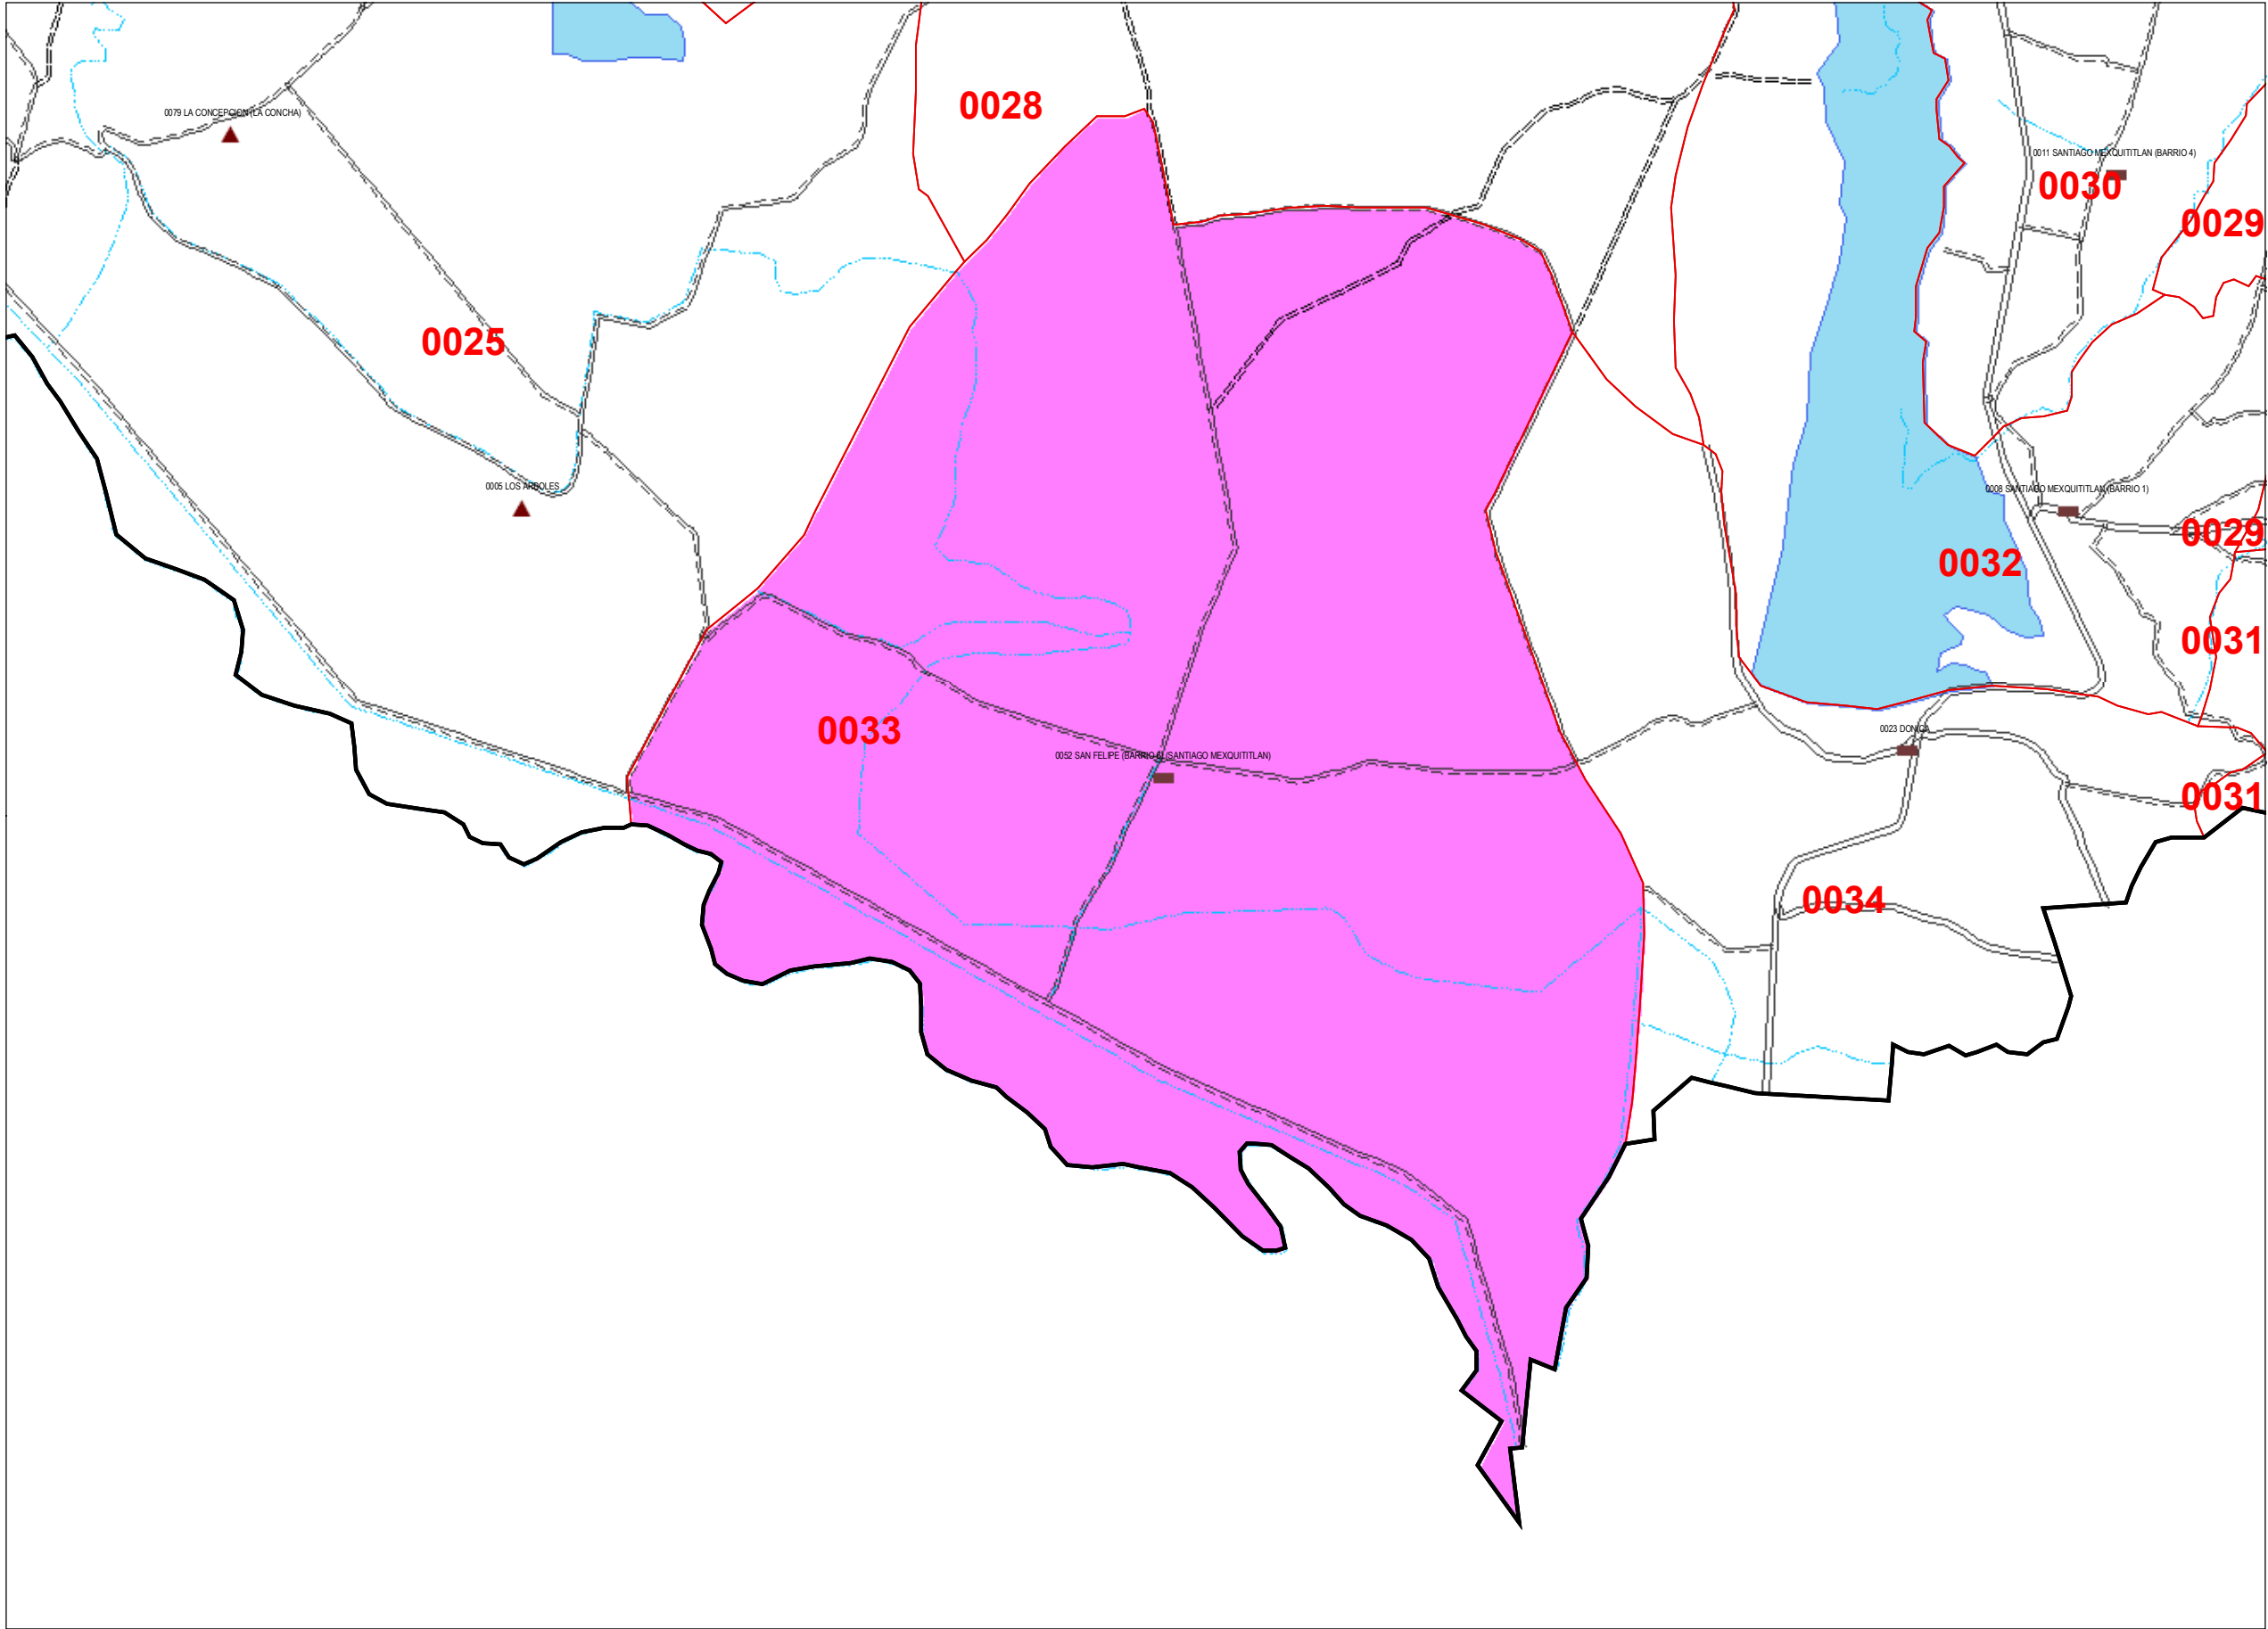 0028
0079 LA CONCEPCION (LA CONCHA)
0011 SANTIAGO MEXQUITITLAN (BARRIO 4)
0030
0029
0025
0005 LOS ARBOLES
0008 SANTIAGO MEXQUITITLAN (BARRIO 1)
0029
0032
0031
0033
0023 DONICA
0052 SAN FELIPE (BARRIO 6) (SANTIAGO MEXQUITITLAN)
0031
0034